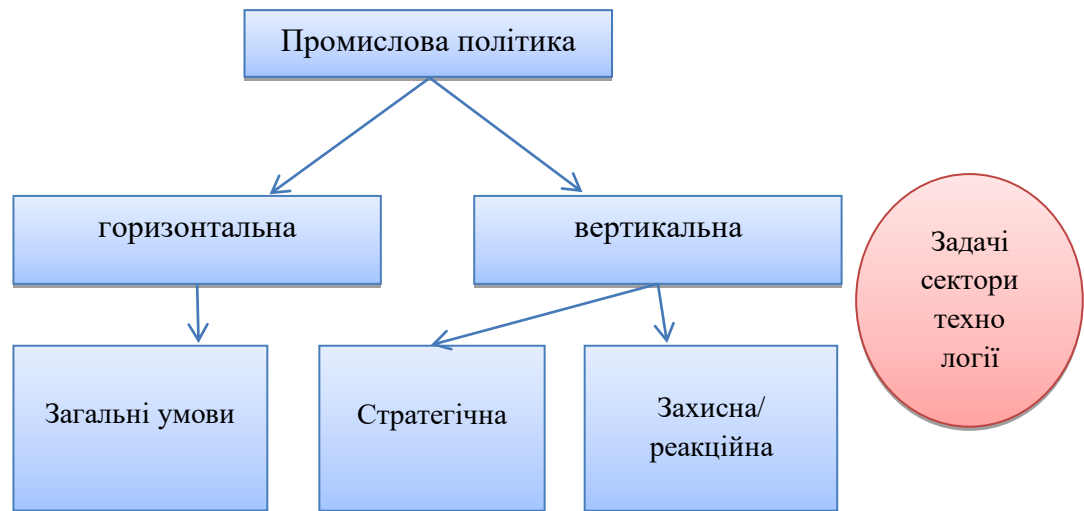 Промислова політика
горизонтальна
вертикальна
Задачі
сектори
техно
логії
Загальні умови
Стратегічна
Захисна/
реакційна